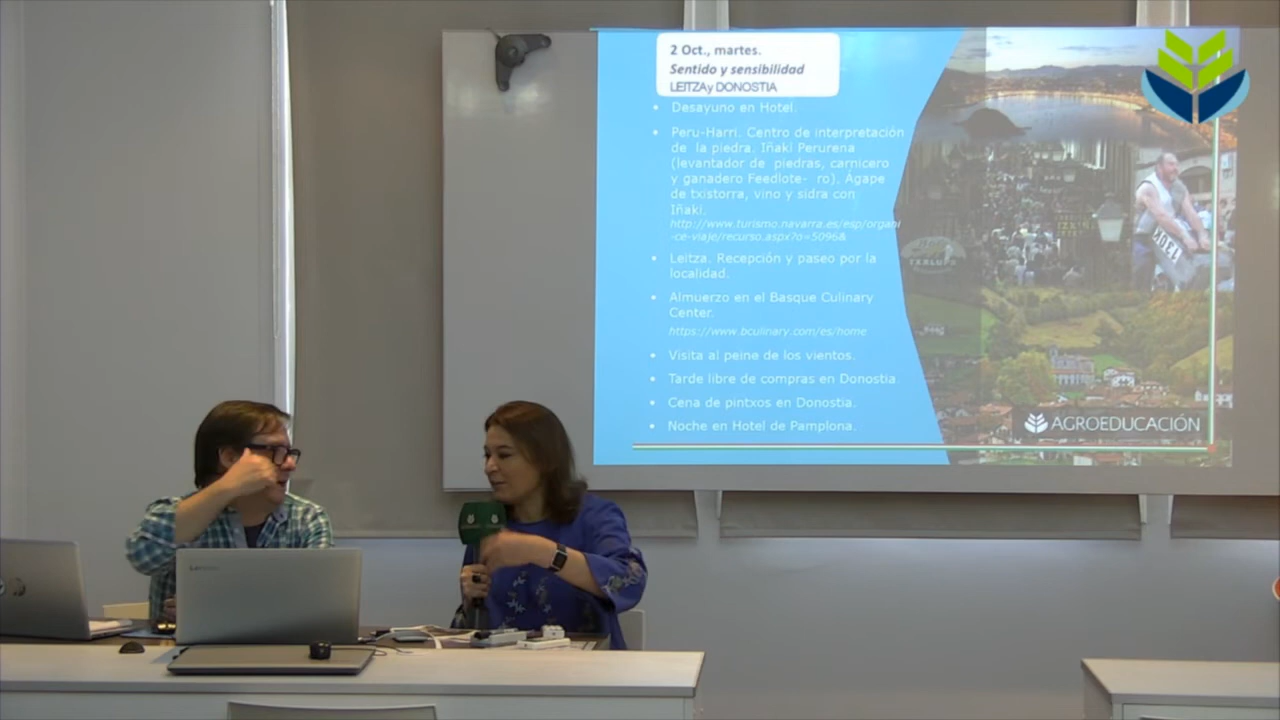 2 Oct., martes.
Sentido y sensibilidad
LEITZAy DONOSTIA
• Desayuno en Hotel.
• Peru-Harri. Centro de interpretación
de la piedra. Iñaki Perurena
(levantador de piedras, carnicero
y ganadero Feedlote- ro). Ágape
de txistorra, vino y sidra con
Iñaki.
http://www.turismo.navarra.es/esp/organi
-ce-viaje/recurso.aspx?o=5096&
• Leitza. Recepción y paseo por la
localidad.
• Almuerzo en el Basque Culinary
Center.
https://www.bculinary.com/es/home
• Visita al peine de los vientos.
• Tarde libre de compras en Donostia
• Cena de pintxos en Donostia.
• Noche en Hotel de Pamplona.
AGROEDUCACIÓN
Lenovo